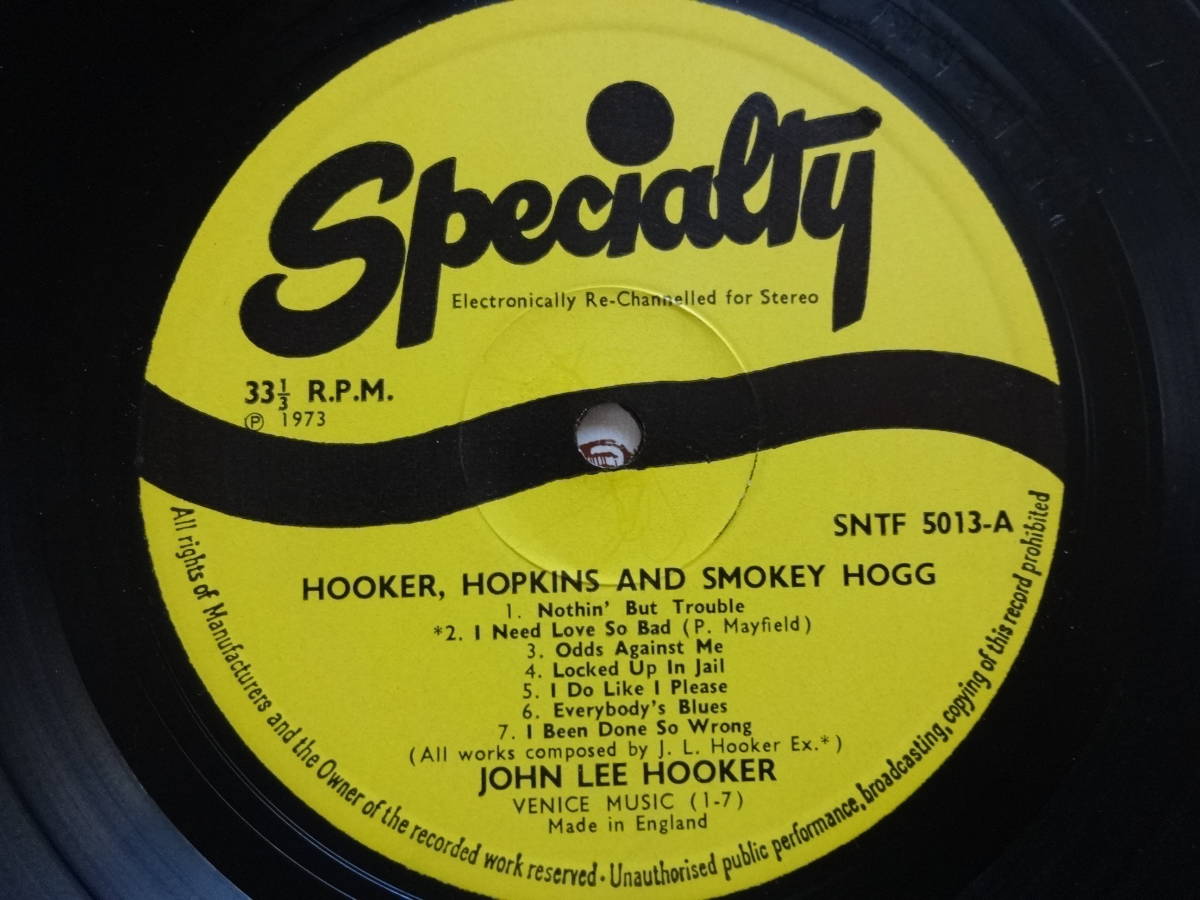 Specialty
Electronically Re-Channelled for Stereo
33⅓ R.P.M.
℗ 1973
SNTF 5013-A
HOOKER, HOPKINS AND SMOKEY HOGG
1. Nothin' But Trouble
*2. I Need Love So Bad (P. Mayfield)
3. Odds Against Me
4. Locked Up In Jail
5. I Do Like I Please
6. Everybody's Blues
7. I Been Done So Wrong
(All works composed by J. L. Hooker Ex.*)
JOHN LEE HOOKER
VENICE MUSIC (1-7)
Made in England
All rights of Manufacturers and the Owner of the recorded work reserved · Unauthorised public performance, broadcasting, copying of this record prohibited